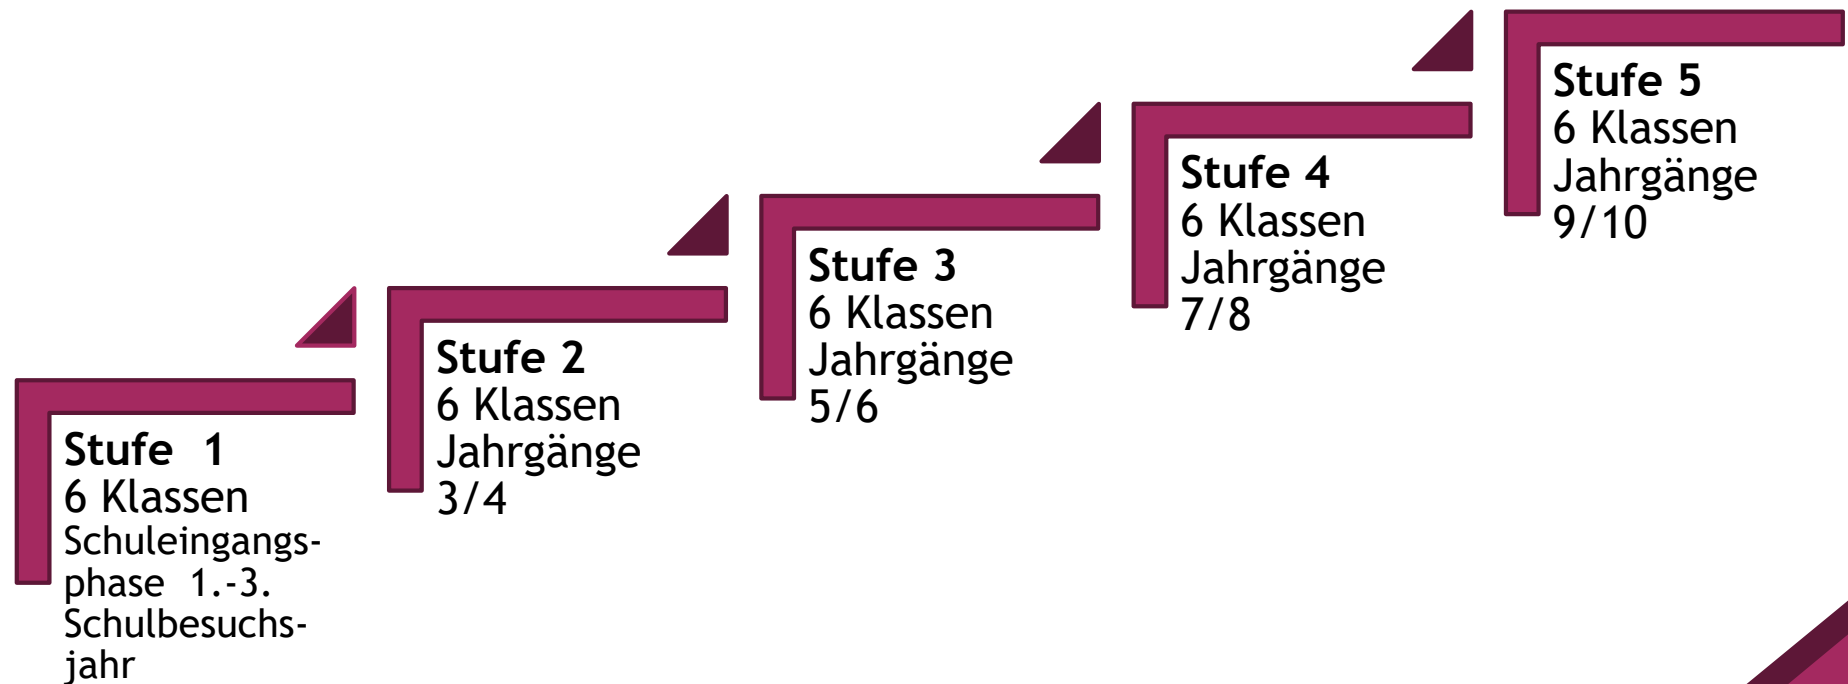 Stufe  1
6 Klassen
Schuleingangs-
phase  1.-3.
Schulbesuchs-
jahr
Stufe 2
6 Klassen
Jahrgänge
3/4
Stufe 3
6 Klassen
Jahrgänge
5/6
Stufe 4
6 Klassen
Jahrgänge
7/8
Stufe 5
6 Klassen
Jahrgänge
9/10